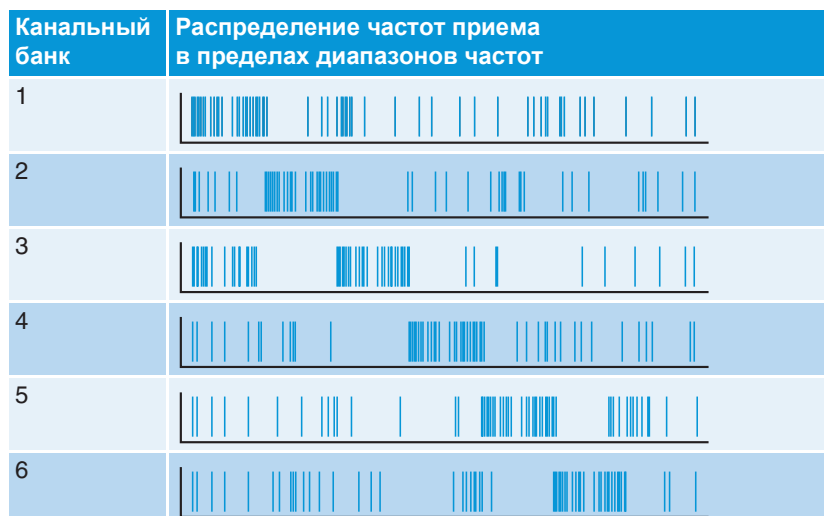 Канальный банк
Распределение частот приема
в пределах диапазонов частот
1
2
3
4
5
6